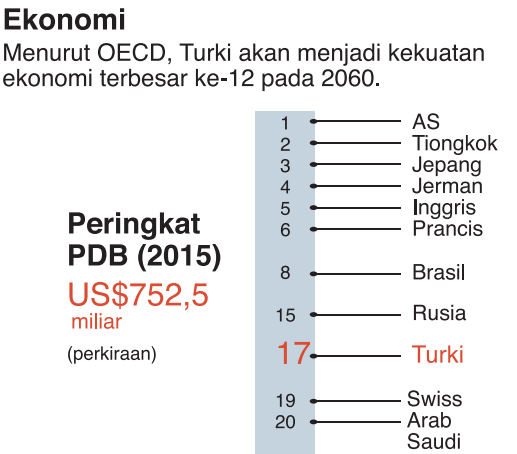 Ekonomi
Menurut OECD, Turki akan menjadi kekuatan
ekonomi terbesar ke-12 pada 2060.
Peringkat
PDB (2015)
US$752,5
miliar
(perkiraan)
1 AS
2 Tiongkok
3 Jepang
4 Jerman
5 Inggris
6 Prancis
8 Brasil
15 Rusia
17 Turki
19 Swiss
20 Arab
Saudi